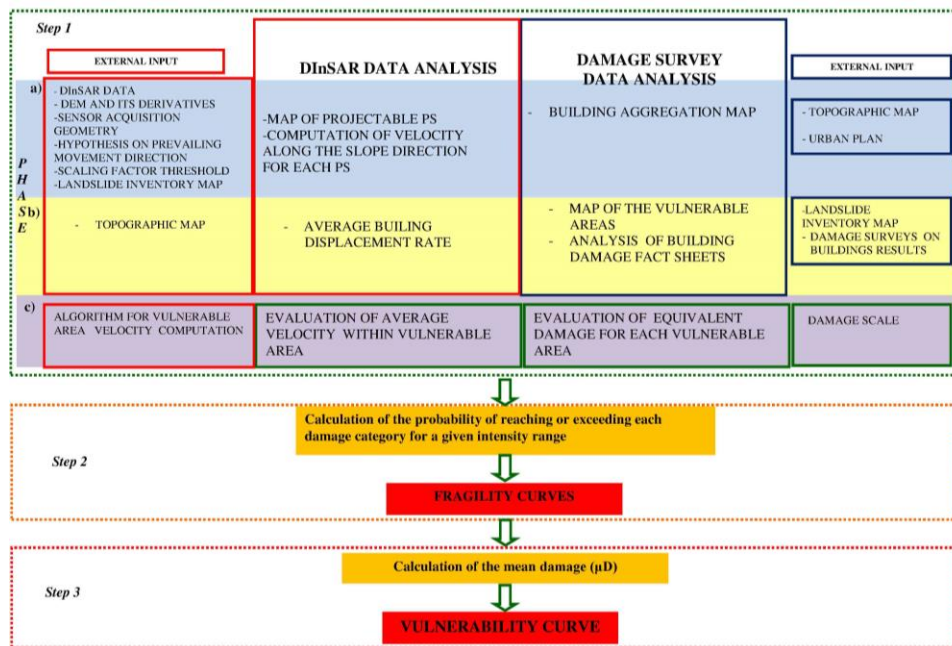 Step 1
EXTERNAL INPUT
DInSAR DATA ANALYSIS
DAMAGE SURVEY
DATA ANALYSIS
EXTERNAL INPUT
PHASE
a)
- DInSAR DATA
- DEM AND ITS DERIVATIVES
-SENSOR ACQUISITION
GEOMETRY
-HYPOTHESIS ON PREVAILING
MOVEMENT DIRECTION
-SCALING FACTOR THRESHOLD
-LANDSLIDE INVENTORY MAP
-MAP OF PROJECTABLE PS
-COMPUTATION OF VELOCITY
ALONG THE SLOPE DIRECTION
FOR EACH PS
- BUILDING AGGREGATION MAP
- TOPOGRAPHIC MAP
- URBAN PLAN
b)
- TOPOGRAPHIC MAP
- AVERAGE BUILING
DISPLACEMENT RATE
- MAP OF THE VULNERABLE
AREAS
- ANALYSIS OF BUILDING
DAMAGE FACT SHEETS
-LANDSLIDE
INVENTORY MAP
- DAMAGE SURVEYS ON
BUILDINGS RESULTS
c)
ALGORITHM FOR VULNERABLE
AREA VELOCITY COMPUTATION
EVALUATION OF AVERAGE
VELOCITY WITHIN VULNERABLE
AREA
EVALUATION OF EQUIVALENT
DAMAGE FOR EACH VULNERABLE
AREA
DAMAGE SCALE
Step 2
Calculation of the probability of reaching or exceeding each
damage category for a given intensity range
FRAGILITY CURVES
Step 3
Calculation of the mean damage (μD)
VULNERABILITY CURVE